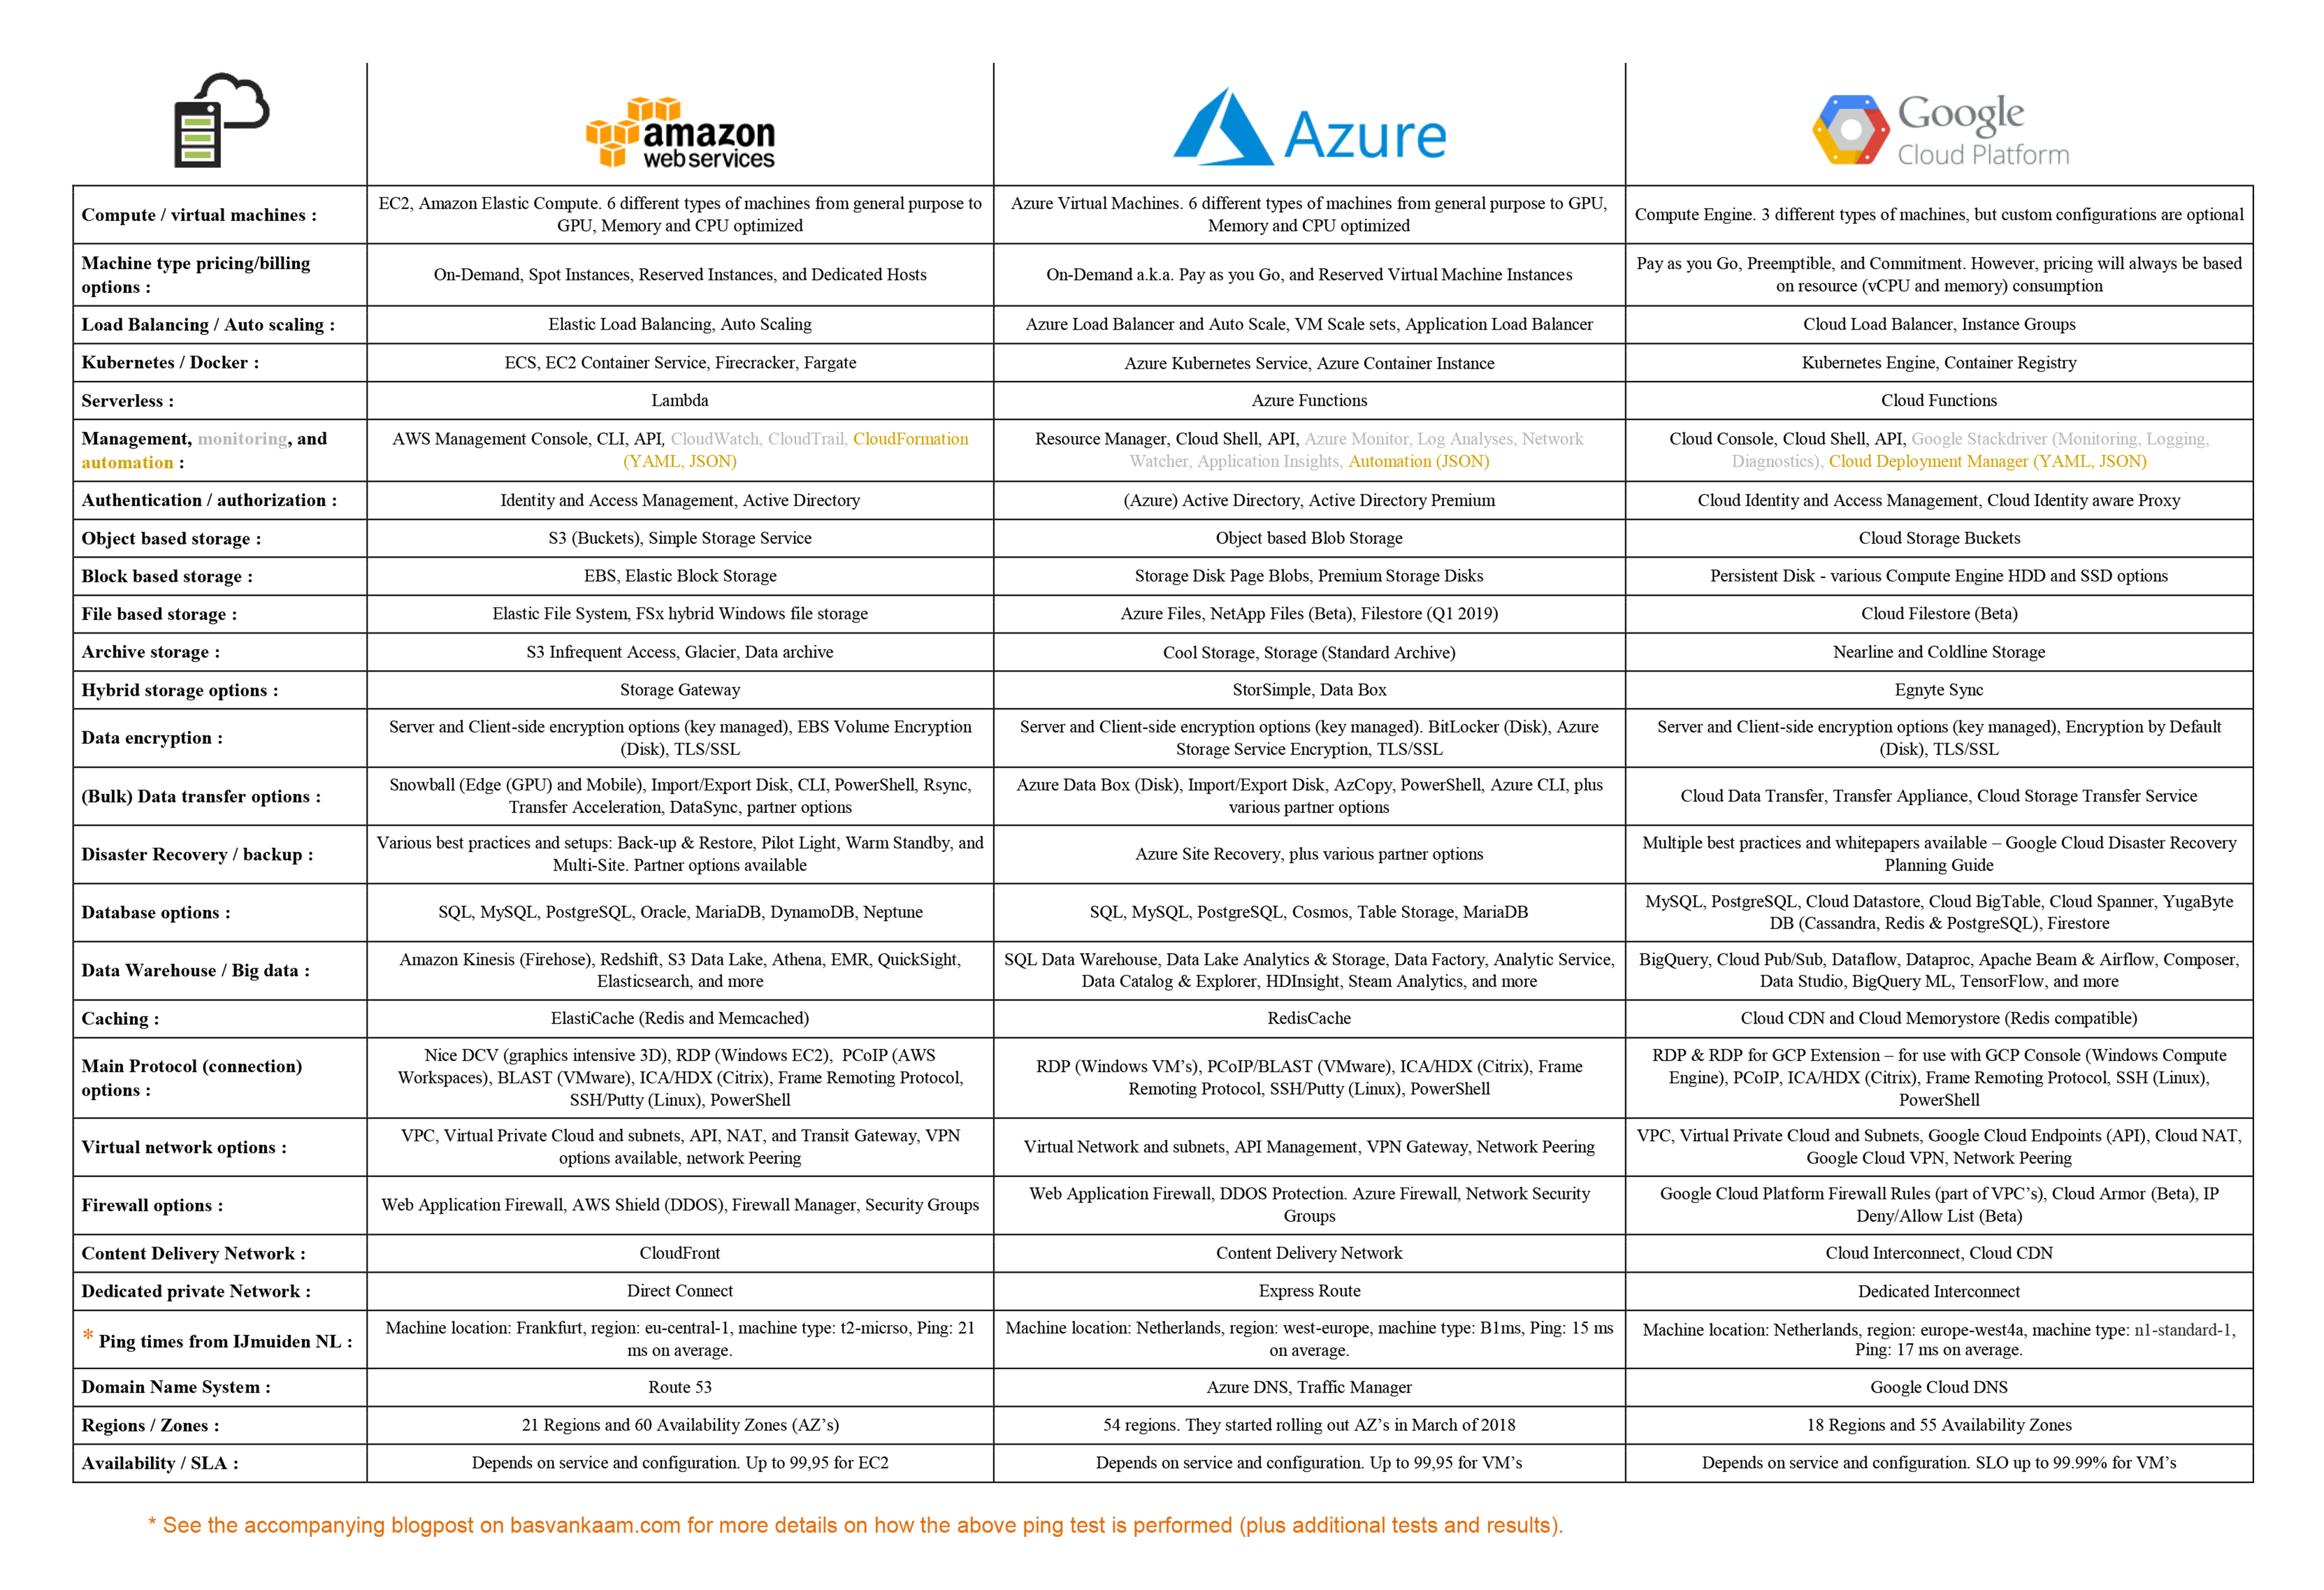 amazon
webservices
Azure
Google
Cloud Platform
Compute / virtual machines :
EC2, Amazon Elastic Compute. 6 different types of machines from general purpose to
GPU, Memory and CPU optimized
Azure Virtual Machines. 6 different types of machines from general purpose to GPU,
Memory and CPU optimized
Compute Engine. 3 different types of machines, but custom configurations are optional
Machine type pricing/billing
options :
On-Demand, Spot Instances, Reserved Instances, and Dedicated Hosts
On-Demand a.k.a. Pay as you Go, and Reserved Virtual Machine Instances
Pay as you Go, Preemptible, and Commitment. However, pricing will always be based
on resource (vCPU and memory) consumption
Load Balancing / Auto scaling :
Elastic Load Balancing, Auto Scaling
Azure Load Balancer and Auto Scale, VM Scale sets, Application Load Balancer
Cloud Load Balancer, Instance Groups
Kubernetes / Docker :
ECS, EC2 Container Service, Firecracker, Fargate
Azure Kubernetes Service, Azure Container Instance
Kubernetes Engine, Container Registry
Serverless :
Lambda
Azure Functions
Cloud Functions
Management, monitoring, and
automation :
AWS Management Console, CLI, API, CloudWatch, CloudTrail, CloudFormation
(YAML, JSON)
Resource Manager, Cloud Shell, API, Azure Monitor, Log Analyses, Network
Watcher, Application Insights, Automation (JSON)
Cloud Console, Cloud Shell, API, Google Stackdriver (Monitoring, Logging,
Diagnostics), Cloud Deployment Manager (YAML, JSON)
Authentication / authorization :
Identity and Access Management, Active Directory
(Azure) Active Directory, Active Directory Premium
Cloud Identity and Access Management, Cloud Identity aware Proxy
Object based storage :
S3 (Buckets), Simple Storage Service
Object based Blob Storage
Cloud Storage Buckets
Block based storage :
EBS, Elastic Block Storage
Storage Disk Page Blobs, Premium Storage Disks
Persistent Disk - various Compute Engine HDD and SSD options
File based storage :
Elastic File System, FSx hybrid Windows file storage
Azure Files, NetApp Files (Beta), Filestore (Q1 2019)
Cloud Filestore (Beta)
Archive storage :
S3 Infrequent Access, Glacier, Data archive
Cool Storage, Storage (Standard Archive)
Nearline and Coldline Storage
Hybrid storage options :
Storage Gateway
StorSimple, Data Box
Egnyte Sync
Data encryption :
Server and Client-side encryption options (key managed), EBS Volume Encryption
(Disk), TLS/SSL
Server and Client-side encryption options (key managed). BitLocker (Disk), Azure
Storage Service Encryption, TLS/SSL
Server and Client-side encryption options (key managed), Encryption by Default
(Disk), TLS/SSL
(Bulk) Data transfer options :
Snowball (Edge (GPU) and Mobile), Import/Export Disk, CLI, PowerShell, Rsync,
Transfer Acceleration, DataSync, partner options
Azure Data Box (Disk), Import/Export Disk, AzCopy, PowerShell, Azure CLI, plus
various partner options
Cloud Data Transfer, Transfer Appliance, Cloud Storage Transfer Service
Disaster Recovery / backup :
Various best practices and setups: Back-up & Restore, Pilot Light, Warm Standby, and
Multi-Site. Partner options available
Azure Site Recovery, plus various partner options
Multiple best practices and whitepapers available – Google Cloud Disaster Recovery
Planning Guide
Database options :
SQL, MySQL, PostgreSQL, Oracle, MariaDB, DynamoDB, Neptune
SQL, MySQL, PostgreSQL, Cosmos, Table Storage, MariaDB
MySQL, PostgreSQL, Cloud Datastore, Cloud BigTable, Cloud Spanner, YugaByte
DB (Cassandra, Redis & PostgreSQL), Firestore
Data Warehouse / Big data :
Amazon Kinesis (Firehose), Redshift, S3 Data Lake, Athena, EMR, QuickSight,
Elasticsearch, and more
SQL Data Warehouse, Data Lake Analytics & Storage, Data Factory, Analytic Service,
Data Catalog & Explorer, HDInsight, Steam Analytics, and more
BigQuery, Cloud Pub/Sub, Dataflow, Dataproc, Apache Beam & Airflow, Composer,
Data Studio, BigQuery ML, TensorFlow, and more
Caching :
ElastiCache (Redis and Memcached)
RedisCache
Cloud CDN and Cloud Memorystore (Redis compatible)
Main Protocol (connection)
options :
Nice DCV (graphics intensive 3D), RDP (Windows EC2), PCoIP (AWS
Workspaces), BLAST (VMware), ICA/HDX (Citrix), Frame Remoting Protocol,
SSH/Putty (Linux), PowerShell
RDP (Windows VM's), PCoIP/BLAST (VMware), ICA/HDX (Citrix), Frame
Remoting Protocol, SSH/Putty (Linux), PowerShell
RDP & RDP for GCP Extension – for use with GCP Console (Windows Compute
Engine), PCoIP, ICA/HDX (Citrix), Frame Remoting Protocol, SSH (Linux),
PowerShell
Virtual network options :
VPC, Virtual Private Cloud and subnets, API, NAT, and Transit Gateway, VPN
options available, network Peering
Virtual Network and subnets, API Management, VPN Gateway, Network Peering
VPC, Virtual Private Cloud and Subnets, Google Cloud Endpoints (API), Cloud NAT,
Google Cloud VPN, Network Peering
Firewall options :
Web Application Firewall, AWS Shield (DDOS), Firewall Manager, Security Groups
Web Application Firewall, DDOS Protection. Azure Firewall, Network Security
Groups
Google Cloud Platform Firewall Rules (part of VPC's), Cloud Armor (Beta), IP
Deny/Allow List (Beta)
Content Delivery Network :
CloudFront
Content Delivery Network
Cloud Interconnect, Cloud CDN
Dedicated private Network :
Direct Connect
Express Route
Dedicated Interconnect
* Ping times from IJmuiden NL :
Machine location: Frankfurt, region: eu-central-1, machine type: t2-micrso, Ping: 21
ms on average.
Machine location: Netherlands, region: west-europe, machine type: B1ms, Ping: 15 ms
on average.
Machine location: Netherlands, region: europe-west4a, machine type: n1-standard-1,
Ping: 17 ms on average.
Domain Name System :
Route 53
Azure DNS, Traffic Manager
Google Cloud DNS
Regions / Zones :
21 Regions and 60 Availability Zones (AZ's)
54 regions. They started rolling out AZ's in March of 2018
18 Regions and 55 Availability Zones
Availability / SLA :
Depends on service and configuration. Up to 99,95 for EC2
Depends on service and configuration. Up to 99,95 for VM's
Depends on service and configuration. SLO up to 99.99% for VM's
* See the accompanying blogpost on basvankaam.com for more details on how the above ping test is performed (plus additional tests and results).